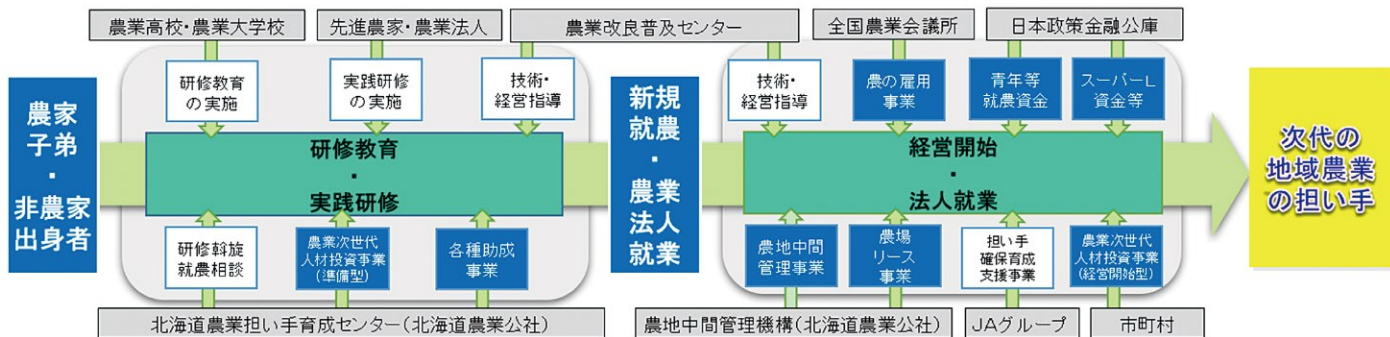 農業高校・農業大学校
先進農家・農業法人
農業改良普及センター
全国農業会議所
日本政策金融公庫
研修教育
の実施
実践研修
の実施
技術・
経営指導
技術・
経営指導
農の雇用
事業
青年等
就農資金
スーパーL
資金等
農家
子弟
・
非農家
出身者
研修教育
・
実践研修
新規
就農
・
農業
法人
就業
経営開始
・
法人就業
次代の
地域農業
の担い手
研修斡旋
就農相談
農業次世代
人材投資事業
(準備型)
各種助成
事業
農地中間
管理事業
農場
リース
事業
担い手
確保育成
支援事業
農業次世代
人材投資事業
(経営開始型)
北海道農業担い手育成センター(北海道農業公社)
農地中間管理機構(北海道農業公社)
JAグループ
市町村